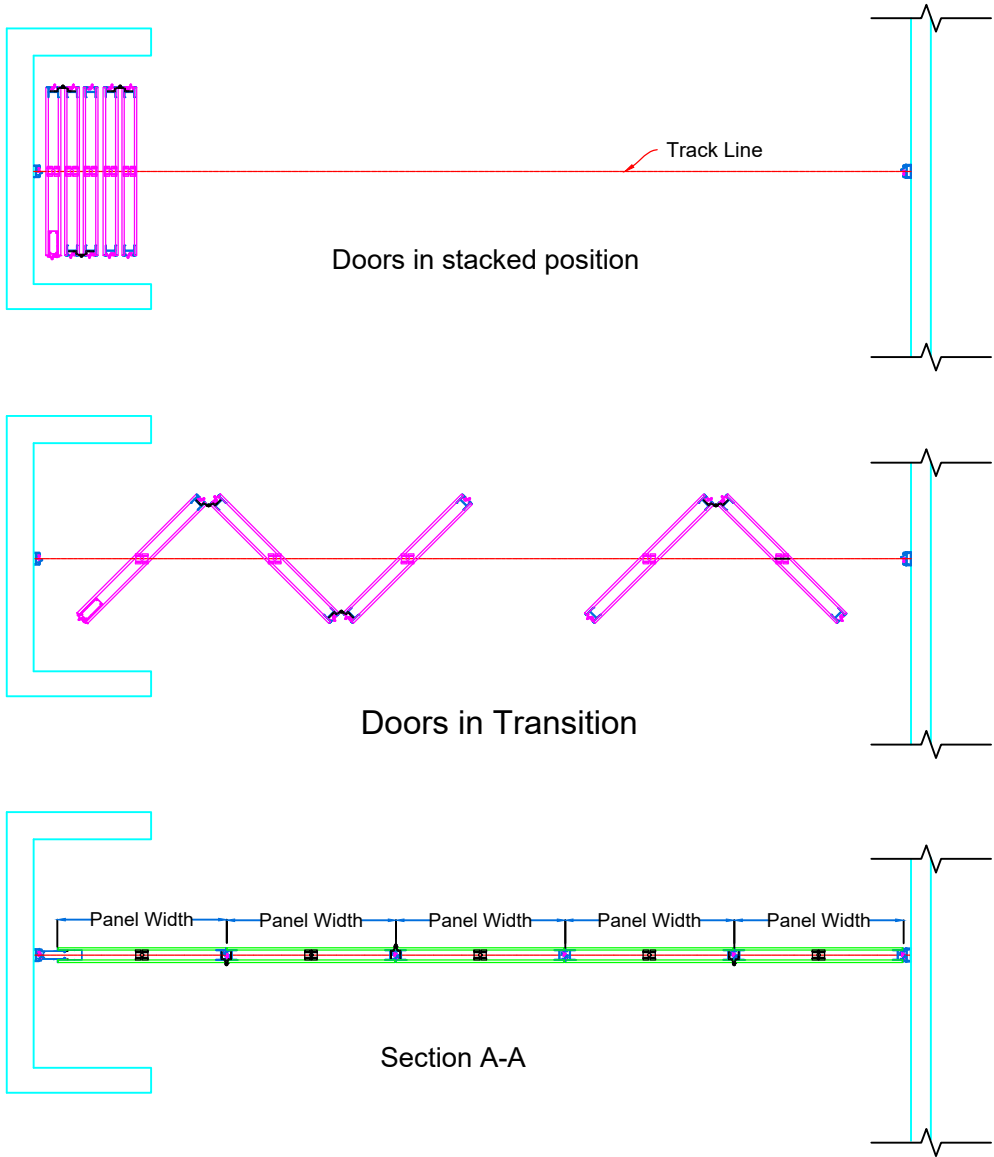 Track Line
Doors in stacked position
Doors in Transition
Panel Width
Panel Width
Panel Width
Panel Width
Panel Width
Section A-A